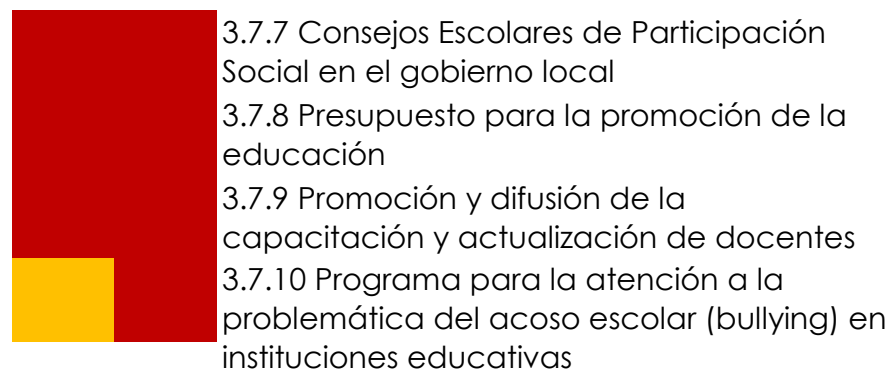 3.7.7 Consejos Escolares de Participación
Social en el gobierno local
3.7.8 Presupuesto para la promoción de la
educación
3.7.9 Promoción y difusión de la
capacitación y actualización de docentes
3.7.10 Programa para la atención a la
problemática del acoso escolar (bullying) en
instituciones educativas